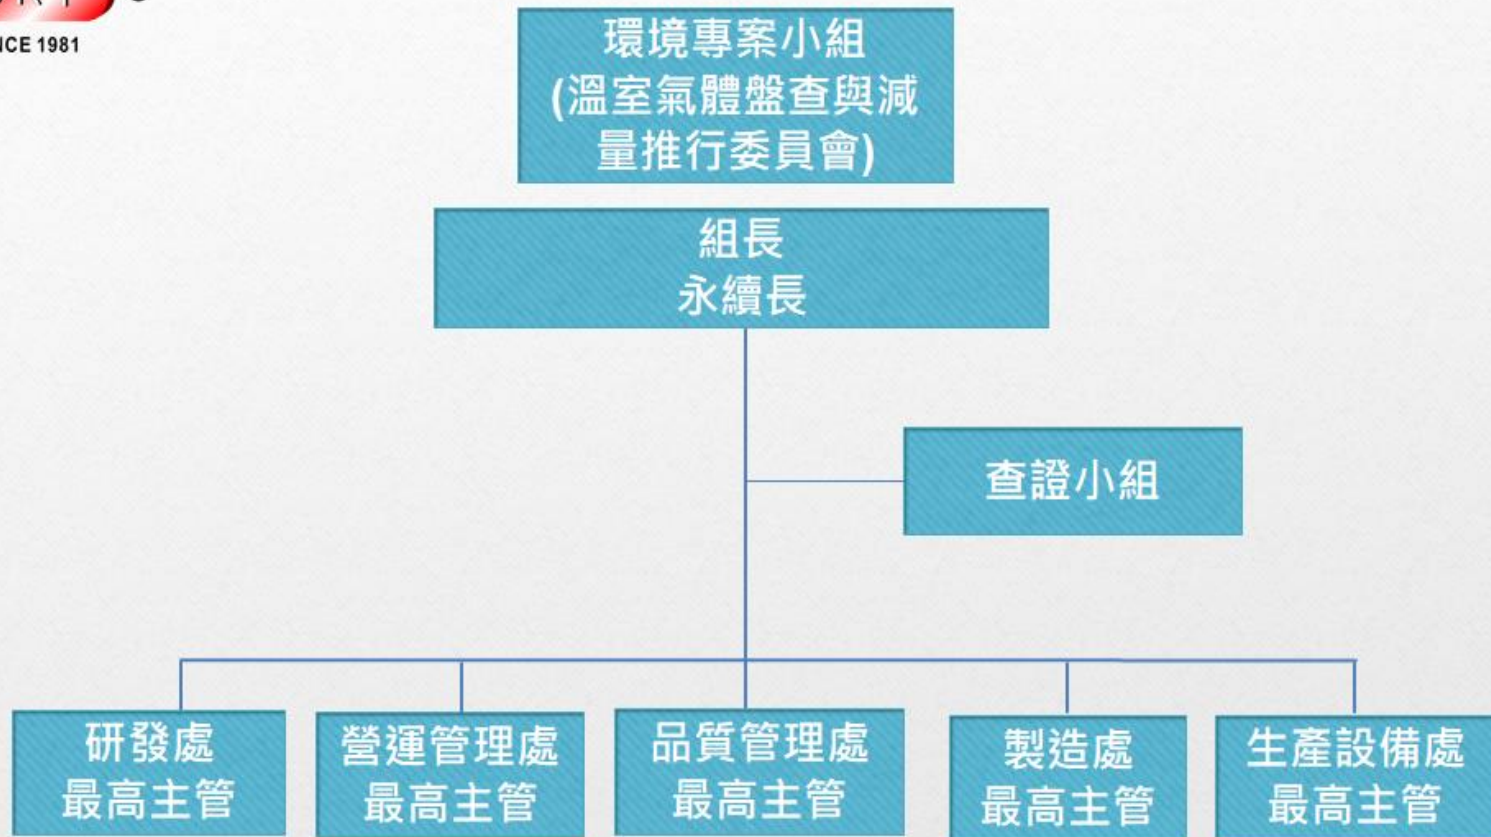 SINCE 1981
環境專案小組
(溫室氣體盤查與減
量推行委員會)
組長
永續長
查證小組
研發處
最高主管
營運管理處
最高主管
品質管理處
最高主管
製造處
最高主管
生產設備處
最高主管